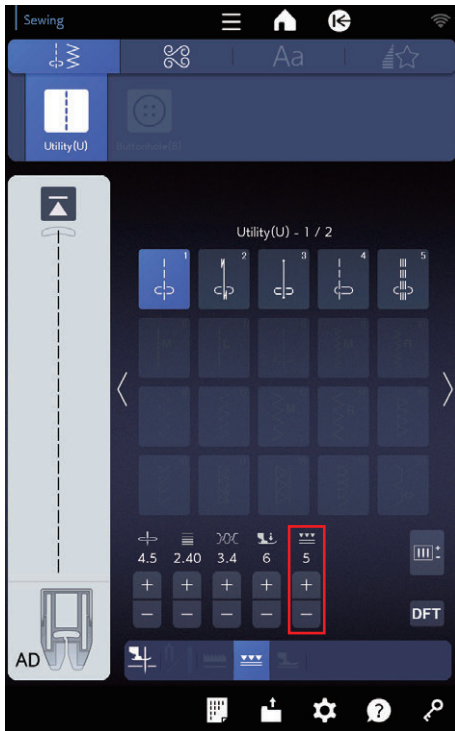 Sewing
Aa
Utility(U)
Buttonhole(B)
Utility(U) - 1 / 2
1 2 3 4 5
4.5 2.40 3.4 6 5
+ + + + +
− − − − −
DFT
AD
?